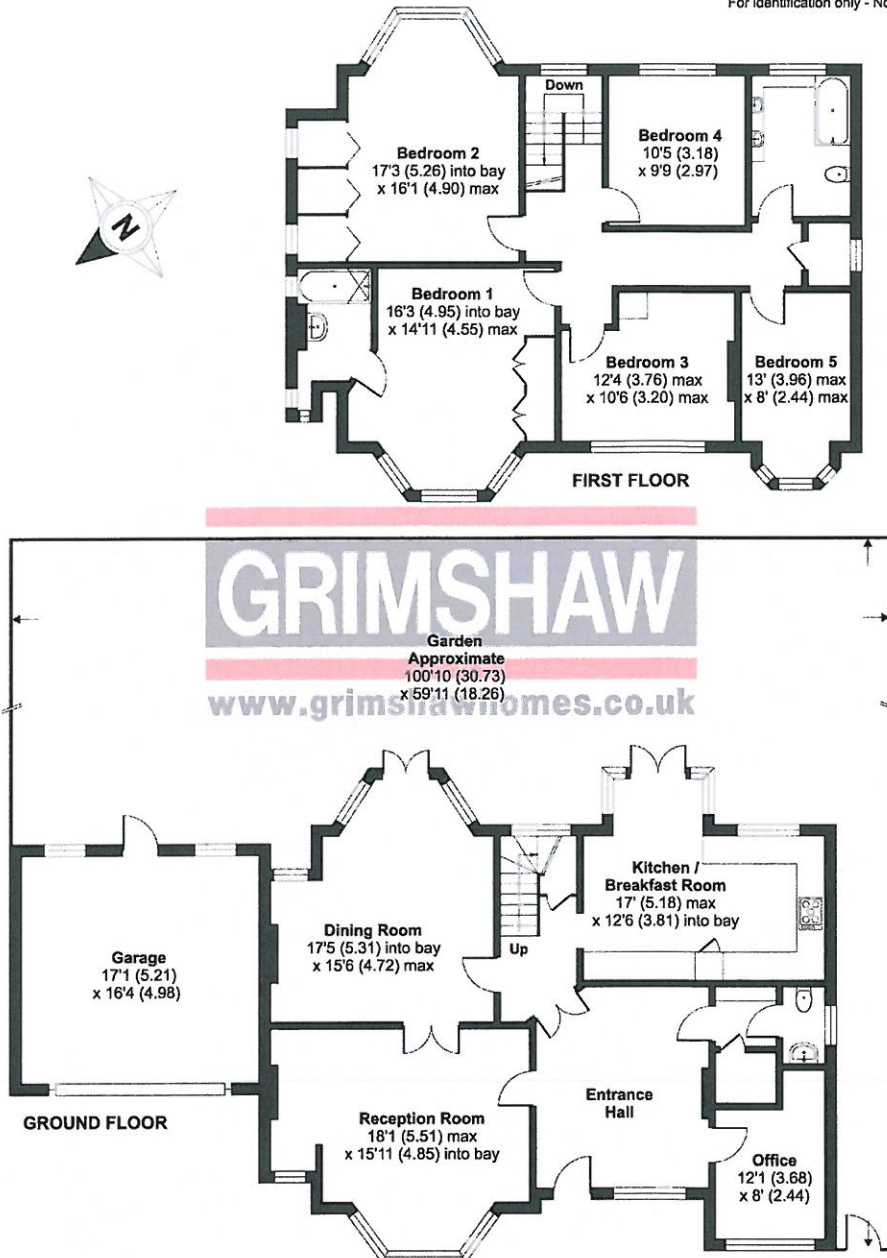 For identification only - No
Down
Bedroom 2
17'3 (5.26) into bay
x 16'1 (4.90) max
Bedroom 4
10'5 (3.18)
x 9'9 (2.97)
N
Bedroom 1
16'3 (4.95) into bay
x 14'11 (4.55) max
Bedroom 3
12'4 (3.76) max
x 10'6 (3.20) max
Bedroom 5
13' (3.96) max
x 8' (2.44) max
FIRST FLOOR
GRIMSHAW
Garden
Approximate
100'10 (30.73)
x 59'11 (18.26)
www.grimshawhomes.co.uk
Kitchen /
Breakfast Room
17' (5.18) max
x 12'6 (3.81) into bay
Dining Room
17'5 (5.31) into bay
x 15'6 (4.72) max
Up
Garage
17'1 (5.21)
x 16'4 (4.98)
GROUND FLOOR
Reception Room
18'1 (5.51) max
x 15'11 (4.85) into bay
Entrance
Hall
Office
12'1 (3.68)
x 8' (2.44)